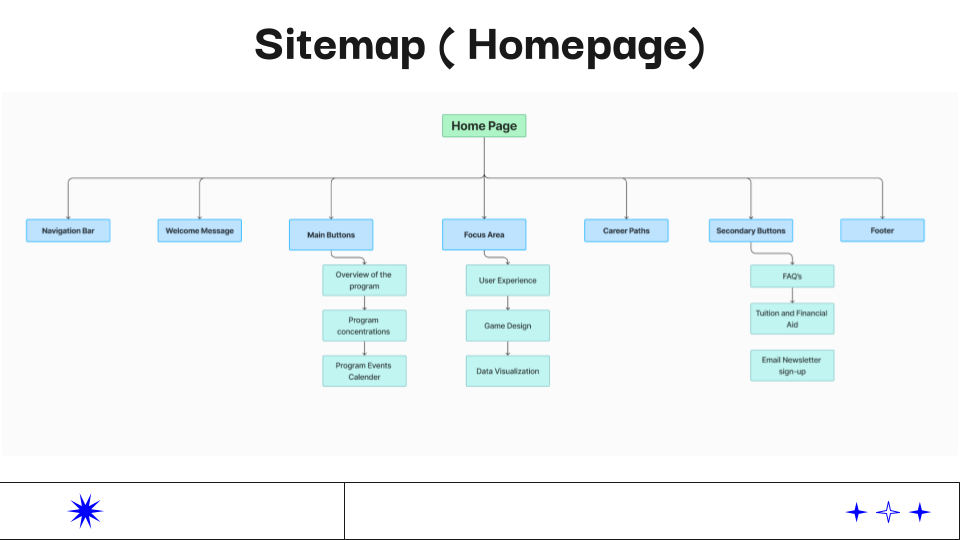 Sitemap ( Homepage)
Home Page
Navigation Bar
Welcome Message
Main Buttons
Focus Area
Career Paths
Secondary Buttons
Footer
Overview of the
program
Program
concentrations
Program Events
Calender
User Experience
Game Design
Data Visualization
FAQ's
Tuition and Financial
Aid
Email Newsletter
sign-up